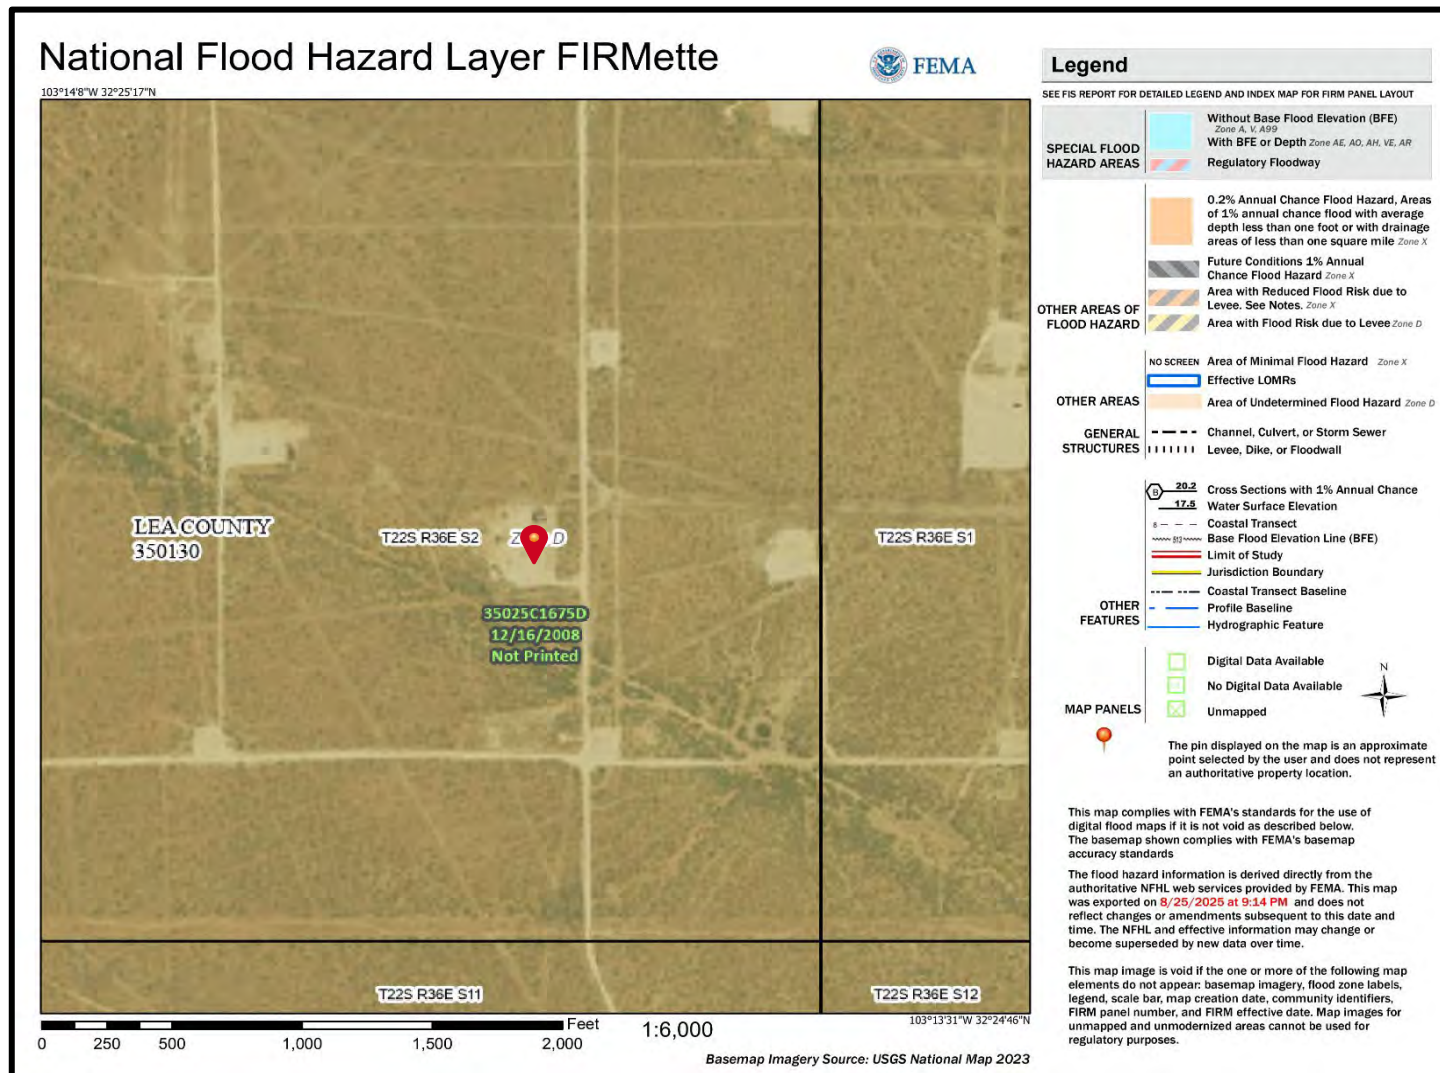 National Flood Hazard Layer FIRMette
FEMA
103°14'8"W 32°25'17"N
LEA COUNTY
350130
T22S R36E S2
D
T22S R36E S1
35025C1675D
12/16/2008
Not Printed
T22S R36E S11
T22S R36E S12
Feet
1:6,000
103°13'31"W 32°24'46"N
0 250 500 1,000 1,500 2,000
Basemap Imagery Source: USGS National Map 2023
Legend
SEE FIS REPORT FOR DETAILED LEGEND AND INDEX MAP FOR FIRM PANEL LAYOUT
SPECIAL FLOOD
HAZARD AREAS
Without Base Flood Elevation (BFE)
Zone A, V, A99
With BFE or Depth Zone AE, AO, AH, VE, AR
Regulatory Floodway
OTHER AREAS OF
FLOOD HAZARD
0.2% Annual Chance Flood Hazard, Areas
of 1% annual chance flood with average
depth less than one foot or with drainage
areas of less than one square mile Zone X
Future Conditions 1% Annual
Chance Flood Hazard Zone X
Area with Reduced Flood Risk due to
Levee. See Notes. Zone X
Area with Flood Risk due to Levee Zone D
OTHER AREAS
NO SCREEN Area of Minimal Flood Hazard Zone X
Effective LOMRs
Area of Undetermined Flood Hazard Zone D
GENERAL
STRUCTURES
Channel, Culvert, or Storm Sewer
Levee, Dike, or Floodwall
OTHER
FEATURES
B 20.2 Cross Sections with 1% Annual Chance
17.5 Water Surface Elevation
8 Coastal Transect
513 Base Flood Elevation Line (BFE)
Limit of Study
Jurisdiction Boundary
Coastal Transect Baseline
Profile Baseline
Hydrographic Feature
MAP PANELS
Digital Data Available
No Digital Data Available
Unmapped
N
The pin displayed on the map is an approximate
point selected by the user and does not represent
an authoritative property location.
This map complies with FEMA's standards for the use of
digital flood maps if it is not void as described below.
The basemap shown complies with FEMA's basemap
accuracy standards
The flood hazard information is derived directly from the
authoritative NFHL web services provided by FEMA. This map
was exported on 8/25/2025 at 9:14 PM and does not
reflect changes or amendments subsequent to this date and
time. The NFHL and effective information may change or
become superseded by new data over time.
This map image is void if the one or more of the following map
elements do not appear: basemap imagery, flood zone labels,
legend, scale bar, map creation date, community identifiers,
FIRM panel number, and FIRM effective date. Map images for
unmapped and unmodernized areas cannot be used for
regulatory purposes.